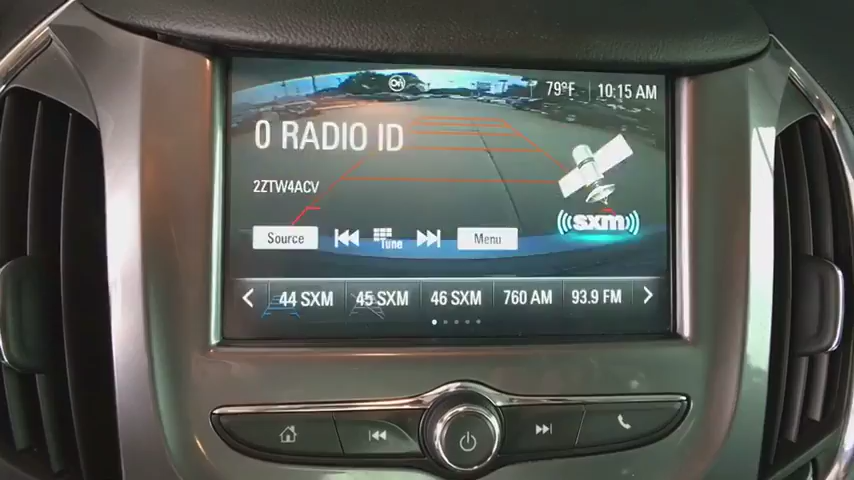 79°F 10:15 AM
0 RADIO ID
2ZTW4ACV
((sxm))
Source Tune Menu
44 SXM 45 SXM 46 SXM 760 AM 93.9 FM